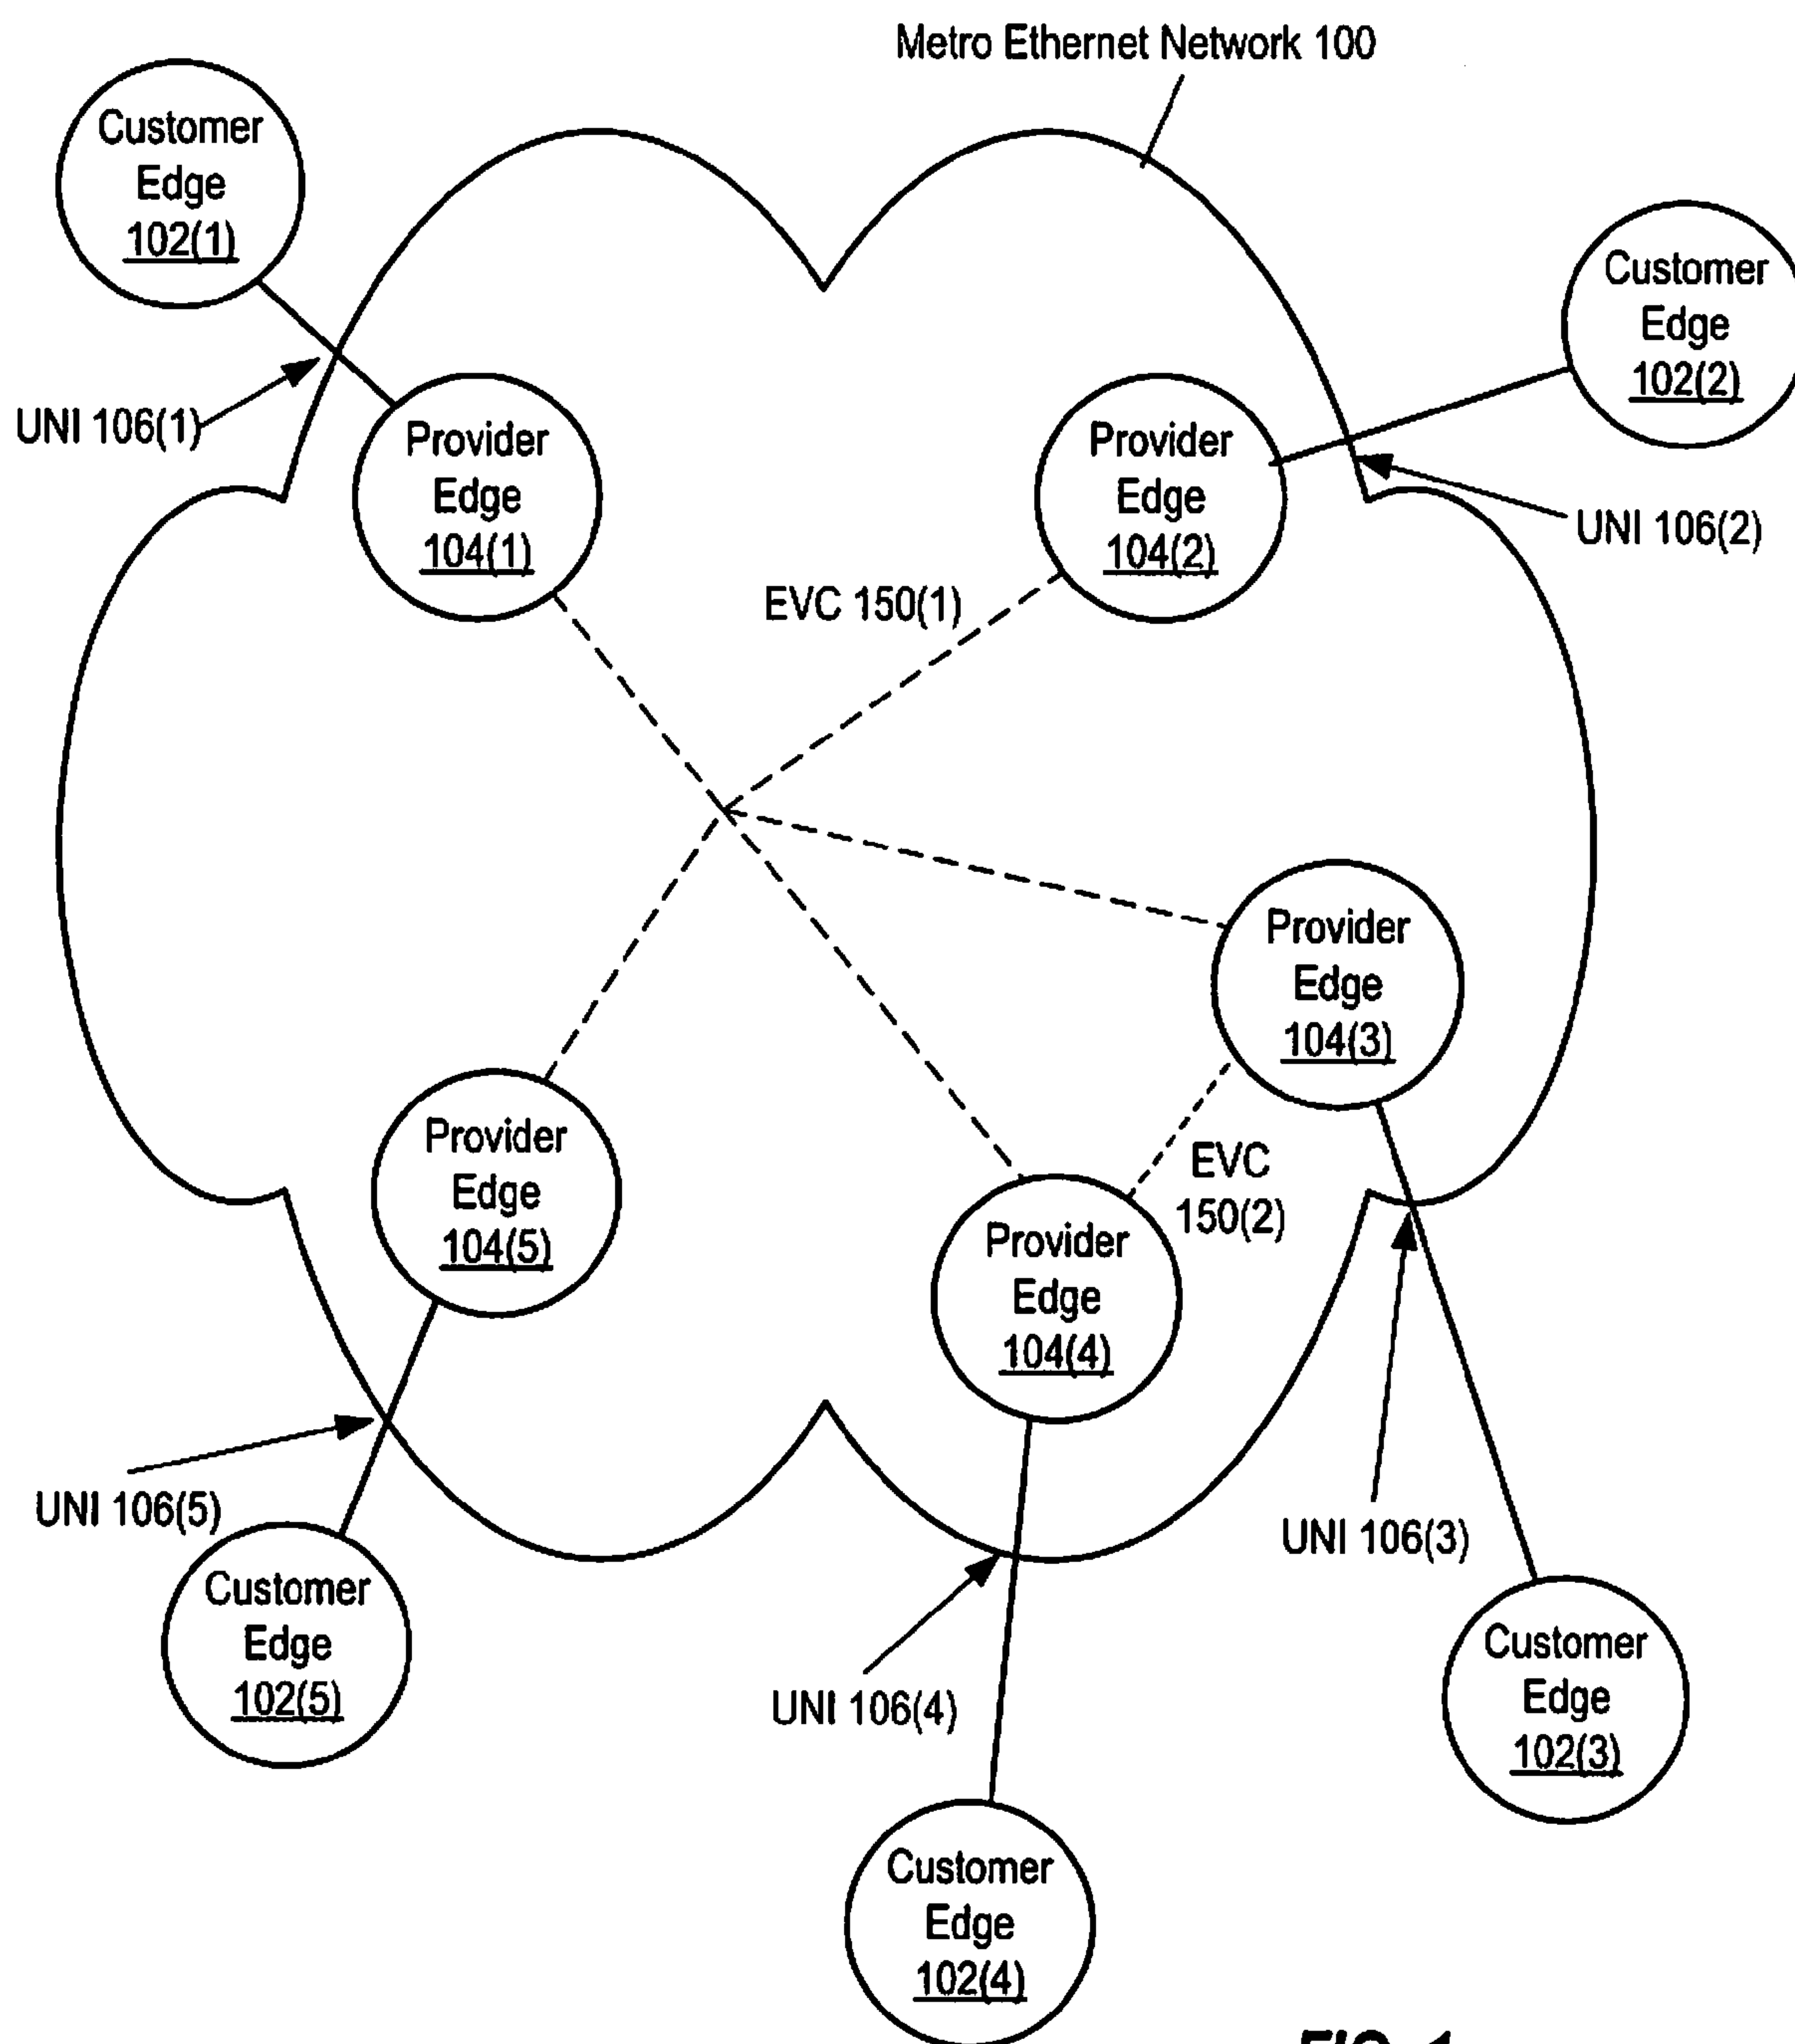 Metro Ethernet Network 100
Customer
Edge
102(1)
Customer
Edge
102(2)
UNI 106(1)
Provider
Edge
104(1)
Provider
Edge
104(2)
UNI 106(2)
EVC 150(1)
Provider
Edge
104(3)
Provider
Edge
104(5)
EVC
150(2)
Provider
Edge
104(4)
UNI 106(5)
UNI 106(3)
Customer
Edge
102(5)
UNI 106(4)
Customer
Edge
102(3)
Customer
Edge
102(4)
FIG. 1